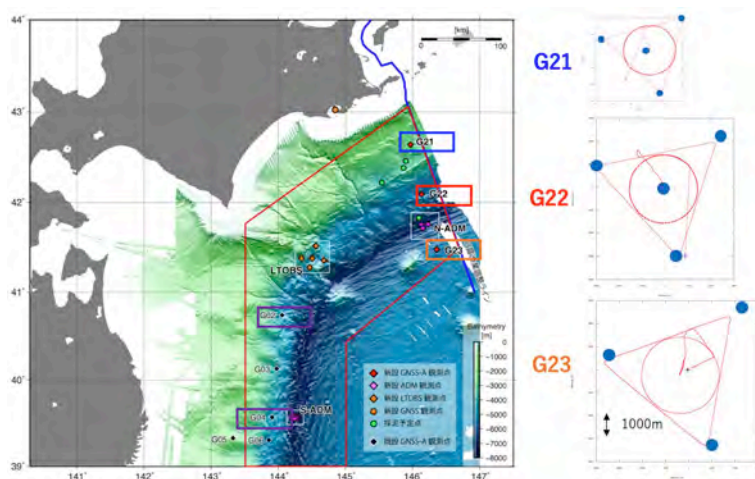 [km]
0 100
44˚
43˚
42˚
41˚
40˚
39˚
141˚ 142˚ 143˚ 144˚ 145˚ 146˚ 147˚
G21
G22
N-ADM
G23
LTOBS
G02
G03
G04
S-ADM
G05
G06
Bathymetry
[m]
0
−1000
−2000
−3000
−4000
−5000
−6000
−7000
−8000
新設 GNSS-A 観測点
新設 ADM 観測点
新設 LTOBS 観測点
新設 GNSS 観測点
採泥予定点
既設 GNSS-A 観測点
G21
G22
G23
1000m